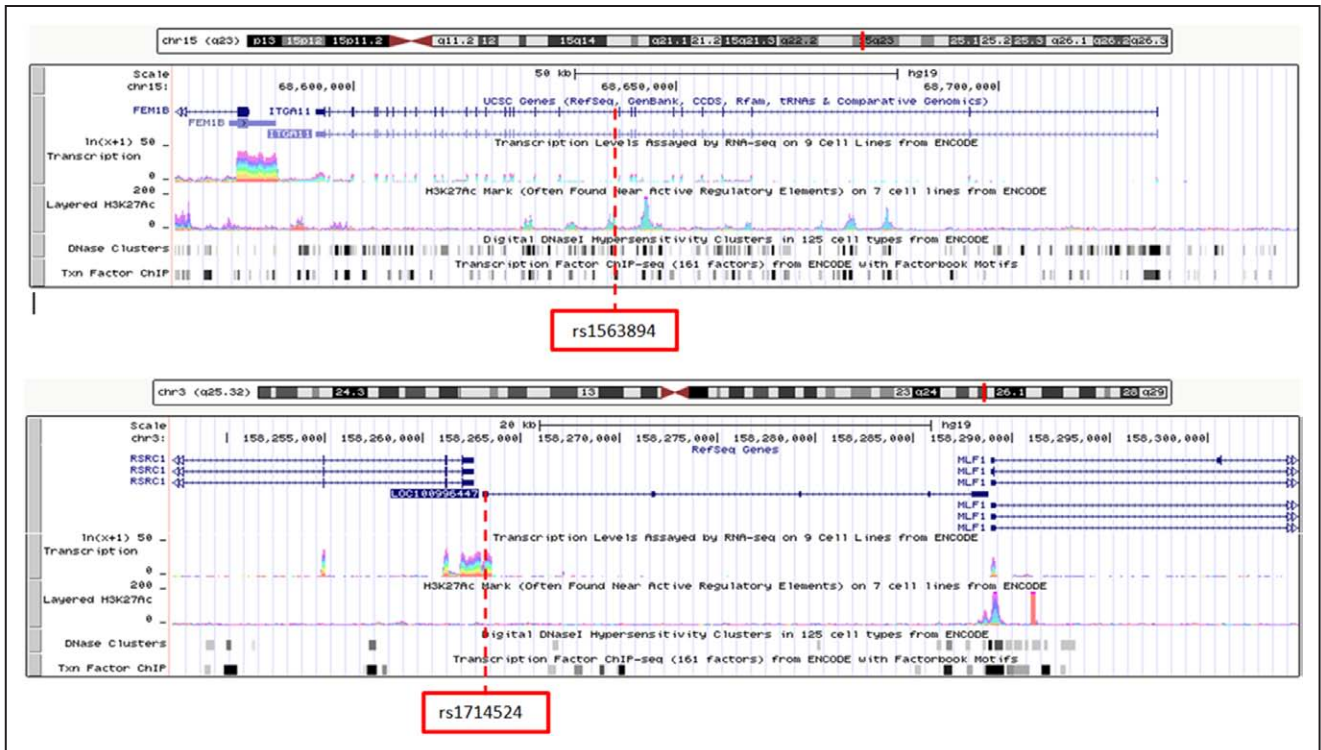 chr15 (q23) p13 15p12 15p11.2 q11.2 12 15q14 q21.1 21.2 15q21.3 q22.2 15q23 25.1 25.2 25.3 q26.1 q26.2 q26.3
Scale 50 kb hg19
chr15: 68,600,000 68,650,000 68,700,000
UCSC Genes (RefSeq, GenBank, CCDS, Rfam, tRNAs & Comparative Genomics)
FEM1B ITGA11
FEM1B
ITGA11
Transcription Levels Assayed by RNA-seq on 9 Cell Lines from ENCODE
ln(x+1) 50
Transcription
0
H3K27Ac Mark (Often Found Near Active Regulatory Elements) on 7 cell lines from ENCODE
200
Layered H3K27Ac
0
Digital DNaseI Hypersensitivity Clusters in 125 cell types from ENCODE
DNase Clusters
Transcription Factor ChIP-seq (161 factors) from ENCODE with Factorbook Motifs
Txn Factor ChIP
rs1563894
chr3 (q25.32) 24.3 13 23 q24 26.1 28 q29
Scale 20 kb hg19
chr3: 158,255,000 158,260,000 158,265,000 158,270,000 158,275,000 158,280,000 158,285,000 158,290,000 158,295,000 158,300,000
RefSeq Genes
RSRC1 MLF1
RSRC1 MLF1
RSRC1 MLF1
LOC100996447
MLF1
MLF1
MLF1
Transcription Levels Assayed by RNA-seq on 9 Cell Lines from ENCODE
ln(x+1) 50
Transcription
0
H3K27Ac Mark (Often Found Near Active Regulatory Elements) on 7 cell lines from ENCODE
200
Layered H3K27Ac
0
Digital DNaseI Hypersensitivity Clusters in 125 cell types from ENCODE
DNase Clusters
Transcription Factor ChIP-seq (161 factors) from ENCODE with Factorbook Motifs
Txn Factor ChIP
rs1714524